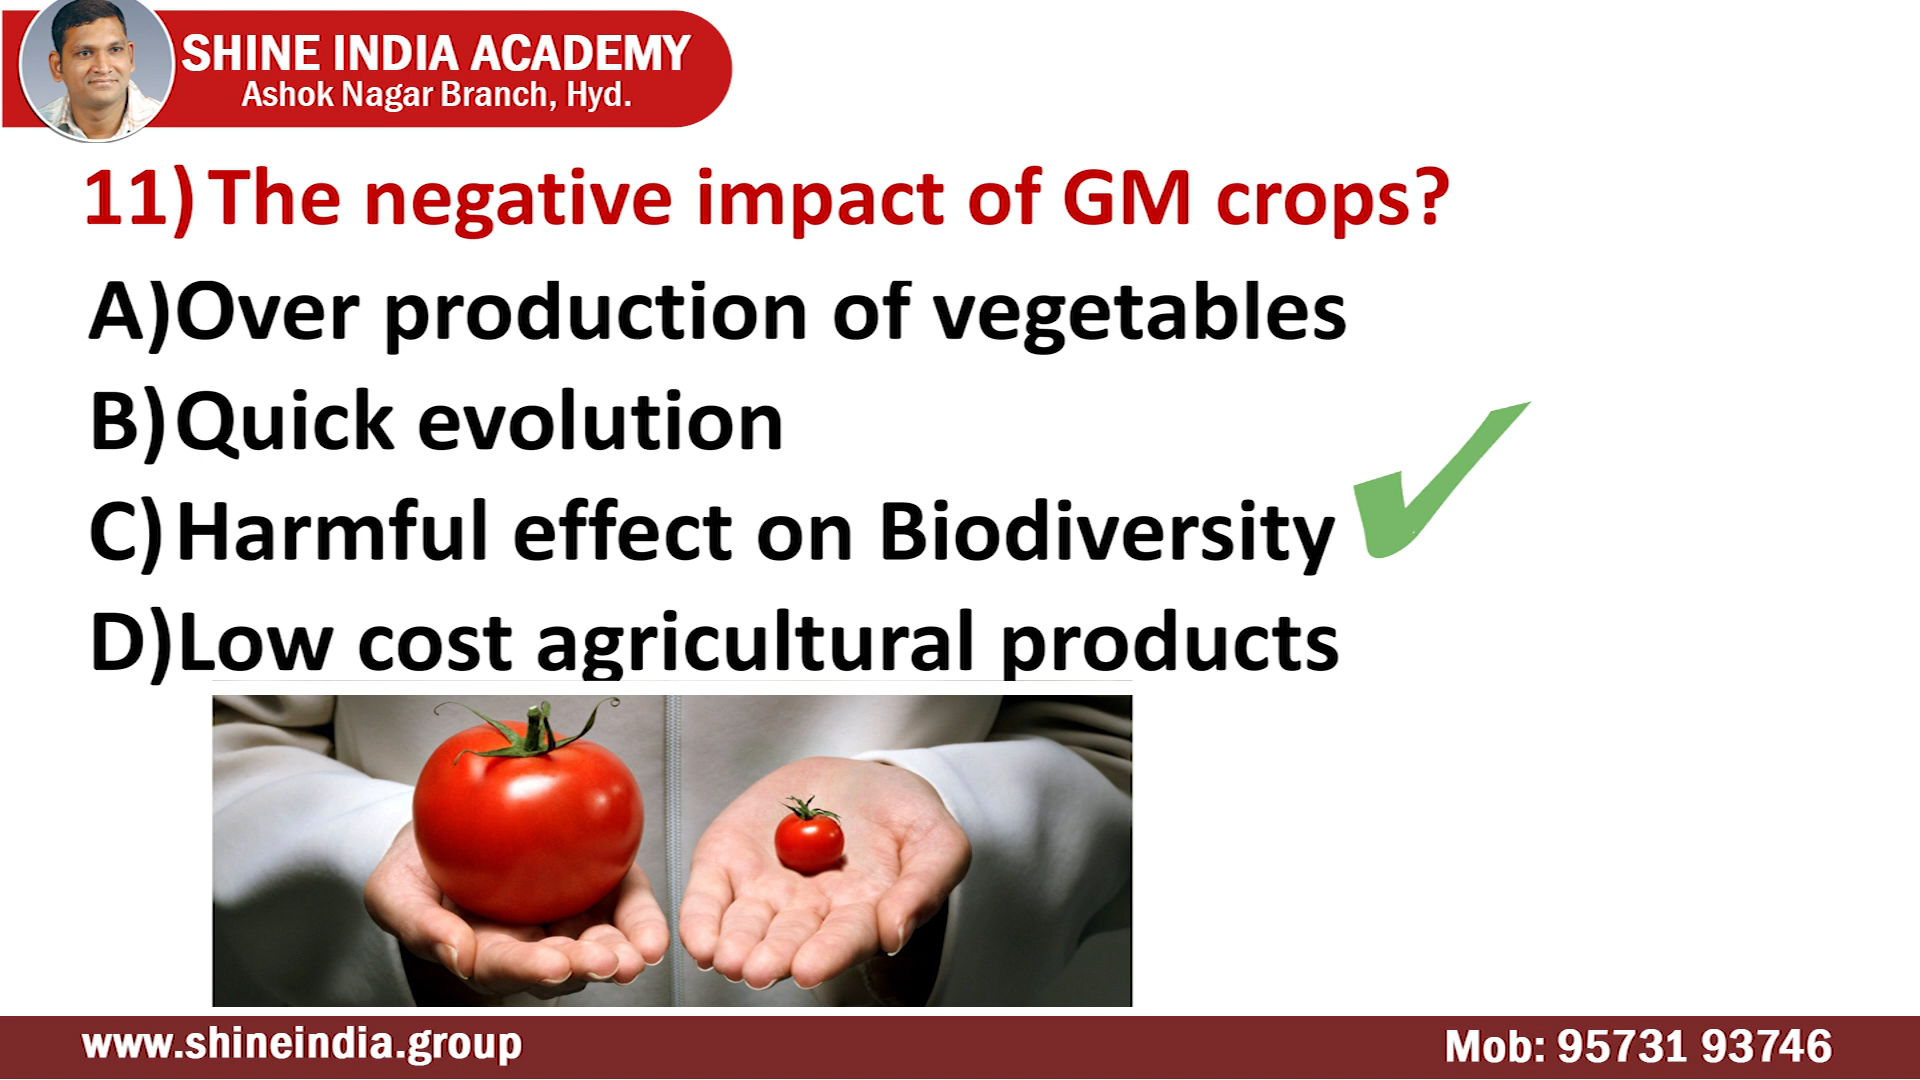 SHINE INDIA ACADEMY
Ashok Nagar Branch, Hyd.
11) The negative impact of GM crops?
A)Over production of vegetables
B)Quick evolution
C)Harmful effect on Biodiversity
D)Low cost agricultural products
www.shineindia.group
Mob: 95731 93746